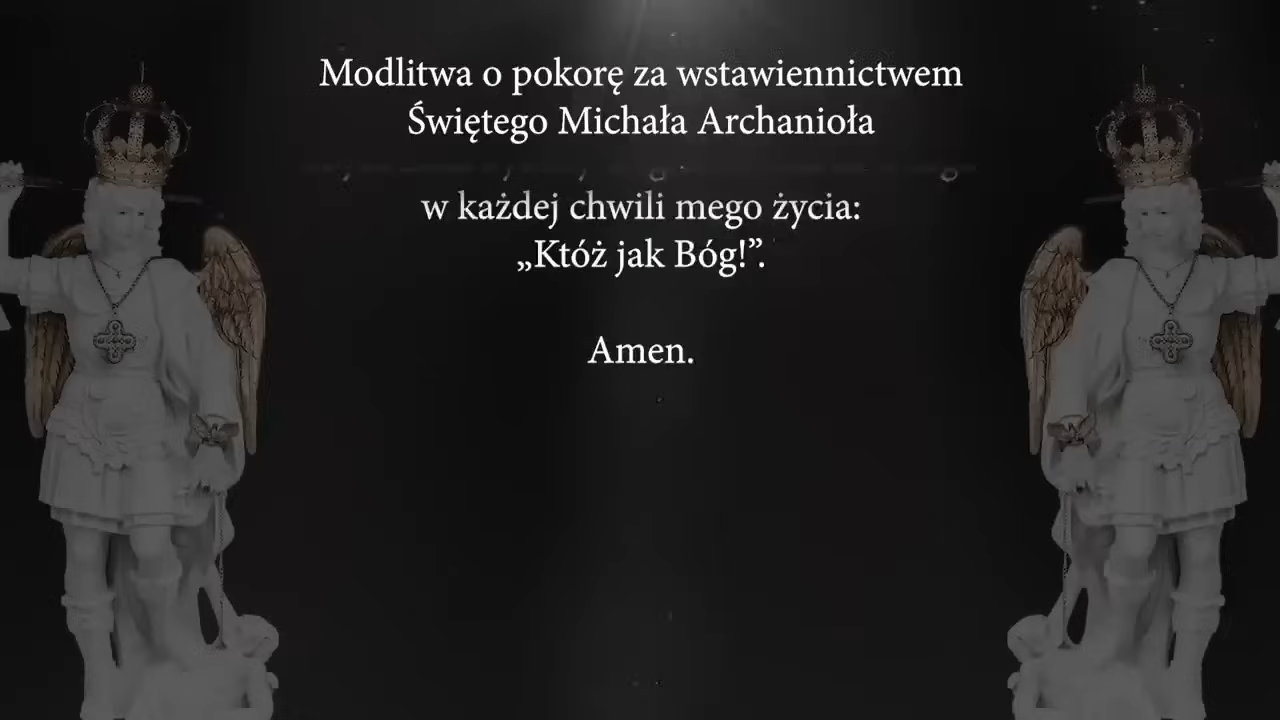 Modlitwa o pokorę za wstawiennictwem
Świętego Michała Archanioła
w każdej chwili mego życia:
„Któż jak Bóg!”.
Amen.